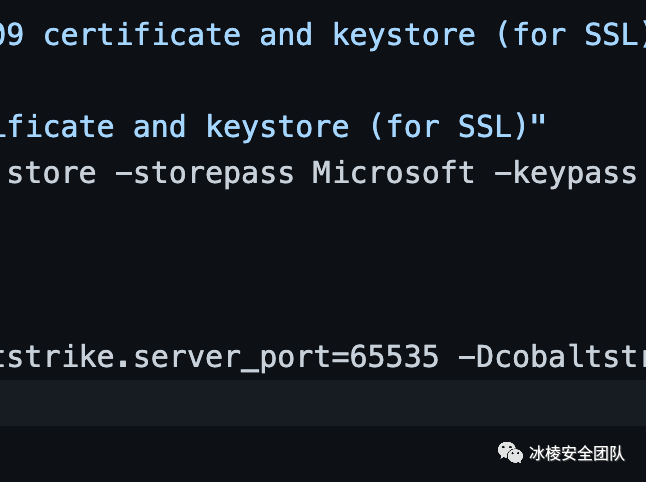 09 certificate and keystore (for SSL)
ificate and keystore (for SSL)"
store -storepass Microsoft -keypass
tstrike.server_port=65535 -Dcobaltstr
冰棱安全团队